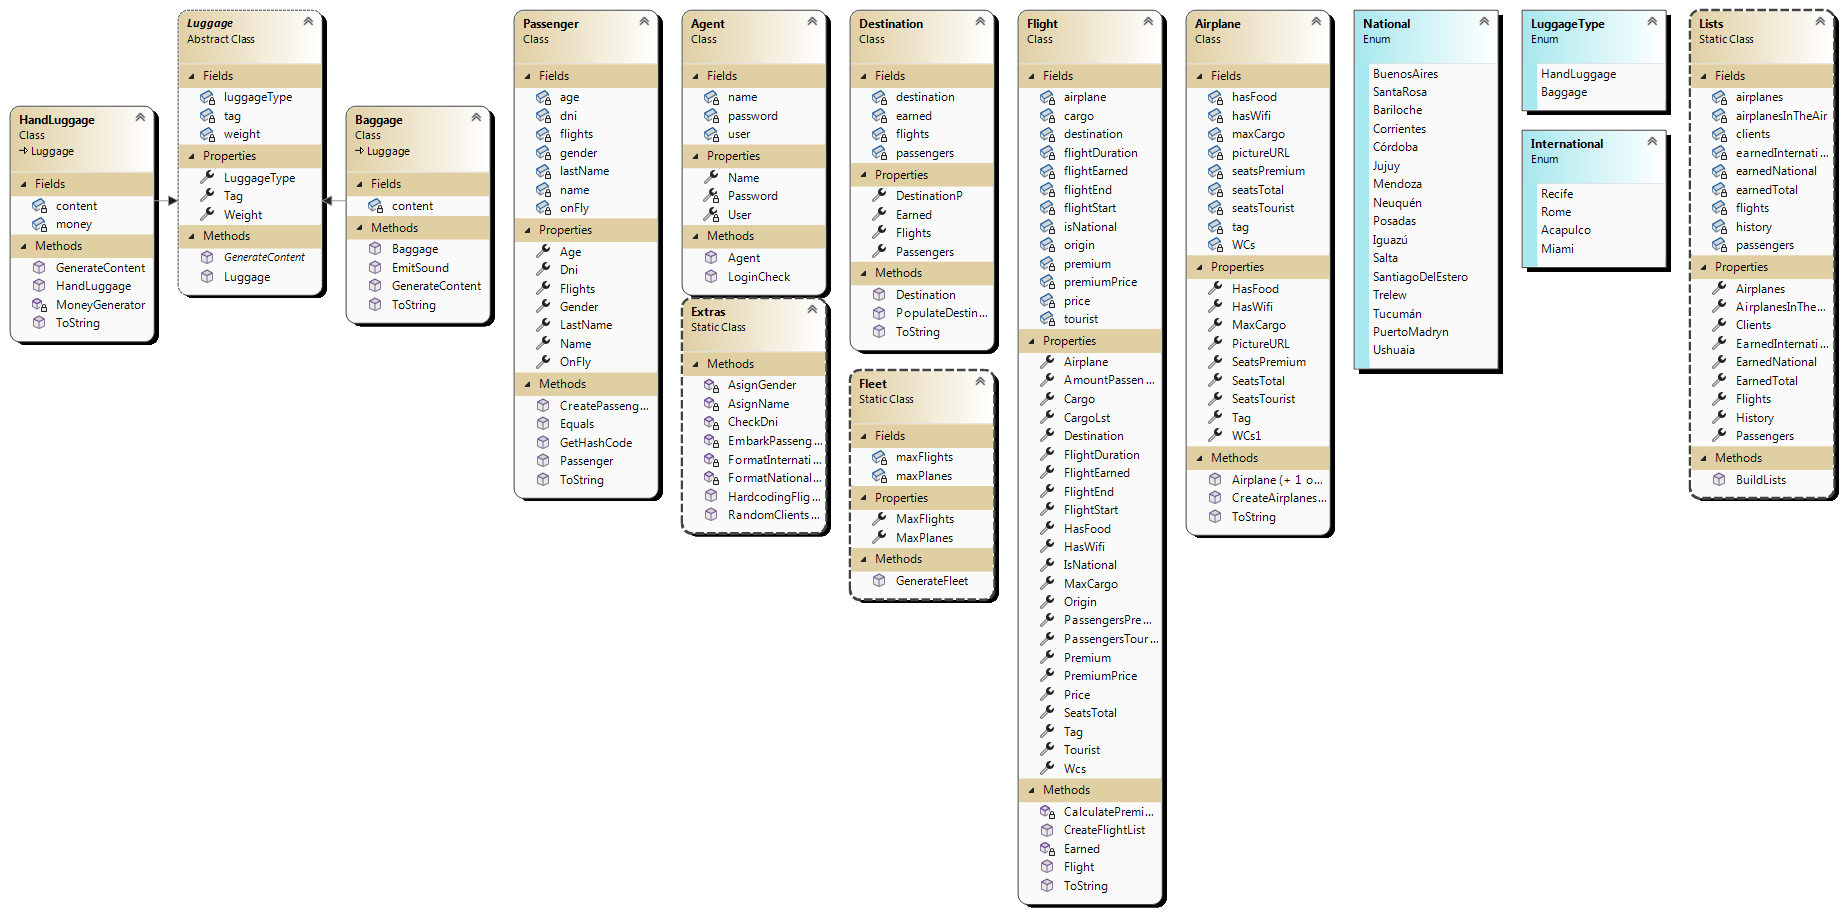 HandLuggage
Class
Luggage
Fields
content
money
Methods
GenerateContent
HandLuggage
MoneyGenerator
ToString
Luggage
Abstract Class
Fields
luggageType
tag
weight
Properties
LuggageType
Tag
Weight
Methods
GenerateContent
Luggage
Baggage
Class
Luggage
Fields
content
Methods
Baggage
EmitSound
GenerateContent
ToString
Passenger
Class
Fields
age
dni
flights
gender
lastName
name
onFly
Properties
Age
Dni
Flights
Gender
LastName
Name
OnFly
Methods
CreatePasseng...
Equals
GetHashCode
Passenger
ToString
Agent
Class
Fields
name
password
user
Properties
Name
Password
User
Methods
Agent
LoginCheck
Extras
Static Class
Methods
AsignGender
AsignName
CheckDni
EmbarkPasseng...
FormatInternati...
FormatNational...
HardcodingFlig...
RandomClients...
Destination
Class
Fields
destination
earned
flights
passengers
Properties
DestinationP
Earned
Flights
Passengers
Methods
Destination
PopulateDestin...
ToString
Fleet
Static Class
Fields
maxFlights
maxPlanes
Properties
MaxFlights
MaxPlanes
Methods
GenerateFleet
Flight
Class
Fields
airplane
cargo
destination
flightDuration
flightEarned
flightEnd
flightStart
isNational
origin
premium
premiumPrice
price
tourist
Properties
Airplane
AmountPassen...
Cargo
CargoLst
Destination
FlightDuration
FlightEarned
FlightEnd
FlightStart
HasFood
HasWifi
IsNational
MaxCargo
Origin
PassengersPre...
PassengersTour...
Premium
PremiumPrice
Price
SeatsTotal
Tag
Tourist
Wcs
Methods
CalculatePremi...
CreateFlightList
Earned
Flight
ToString
Airplane
Class
Fields
hasFood
hasWifi
maxCargo
pictureURL
seatsPremium
seatsTotal
seatsTourist
tag
WCs
Properties
HasFood
HasWifi
MaxCargo
PictureURL
SeatsPremium
SeatsTotal
SeatsTourist
Tag
WCs1
Methods
Airplane (+ 1 o...
CreateAirplanes...
ToString
National
Enum
BuenosAires
SantaRosa
Bariloche
Corrientes
Córdoba
Jujuy
Mendoza
Neuquén
Posadas
Iguazú
Salta
SantiagoDelEstero
Trelew
Tucumán
PuertoMadryn
Ushuaia
LuggageType
Enum
HandLuggage
Baggage
International
Enum
Recife
Rome
Acapulco
Miami
Lists
Static Class
Fields
airplanes
airplanesInTheAir
clients
earnedInternati...
earnedNational
earnedTotal
flights
history
passengers
Properties
Airplanes
AirplanesInThe...
Clients
EarnedInternati...
EarnedNational
EarnedTotal
Flights
History
Passengers
Methods
BuildLists